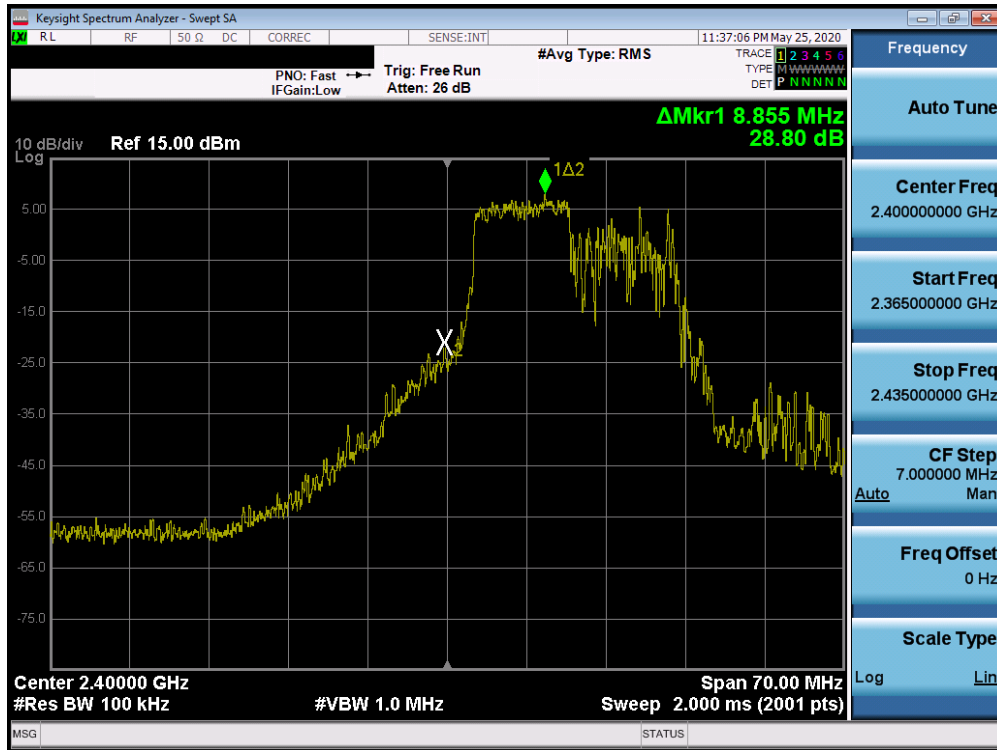 Keysight Spectrum Analyzer - Swept SA
LXI RL RF 50 Ω DC CORREC SENSE:INT 11:37:06 PM May 25, 2020
#Avg Type: RMS TRACE 1 2 3 4 5 6
PNO: Fast Trig: Free Run TYPE M WWWWW
IFGain:Low Atten: 26 dB DET P N N N N N
ΔMkr1 8.855 MHz
28.80 dB
10 dB/div Ref 15.00 dBm
Log
1Δ2
5.00
-5.00
-15.0
2
-25.0
-35.0
-45.0
-55.0
-65.0
-75.0
Center 2.40000 GHz Span 70.00 MHz
#Res BW 100 kHz #VBW 1.0 MHz Sweep 2.000 ms (2001 pts)
MSG STATUS
Frequency
Auto Tune
Center Freq
2.400000000 GHz
Start Freq
2.365000000 GHz
Stop Freq
2.435000000 GHz
CF Step
7.000000 MHz
Auto Man
Freq Offset
0 Hz
Scale Type
Log Lin